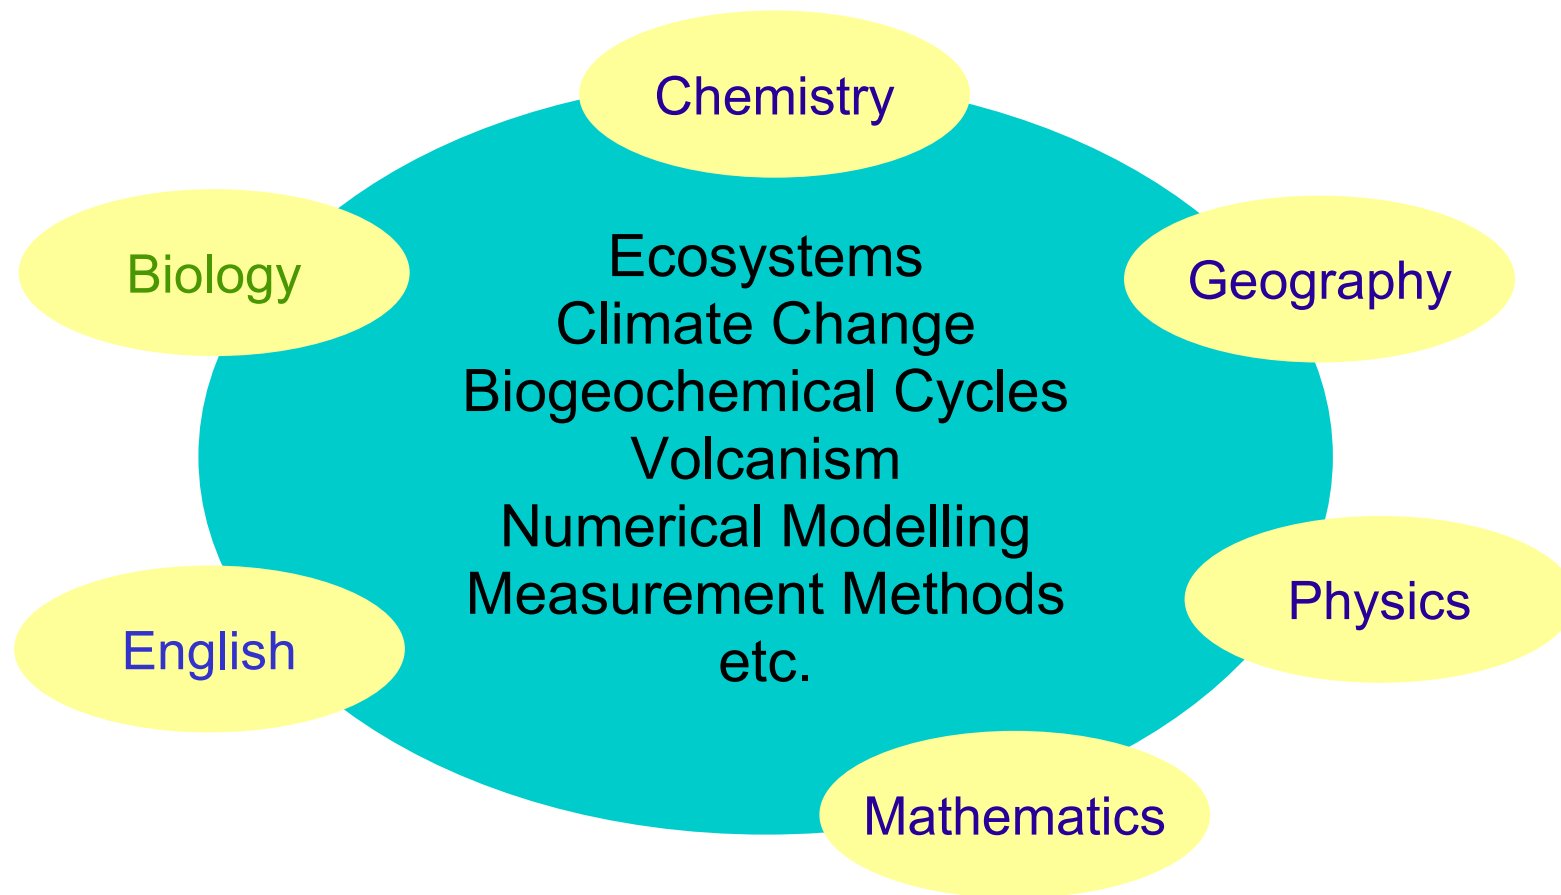 Chemistry
Biology
Geography
Ecosystems
Climate Change
Biogeochemical Cycles
Volcanism
Numerical Modelling
Measurement Methods
etc.
English
Physics
Mathematics